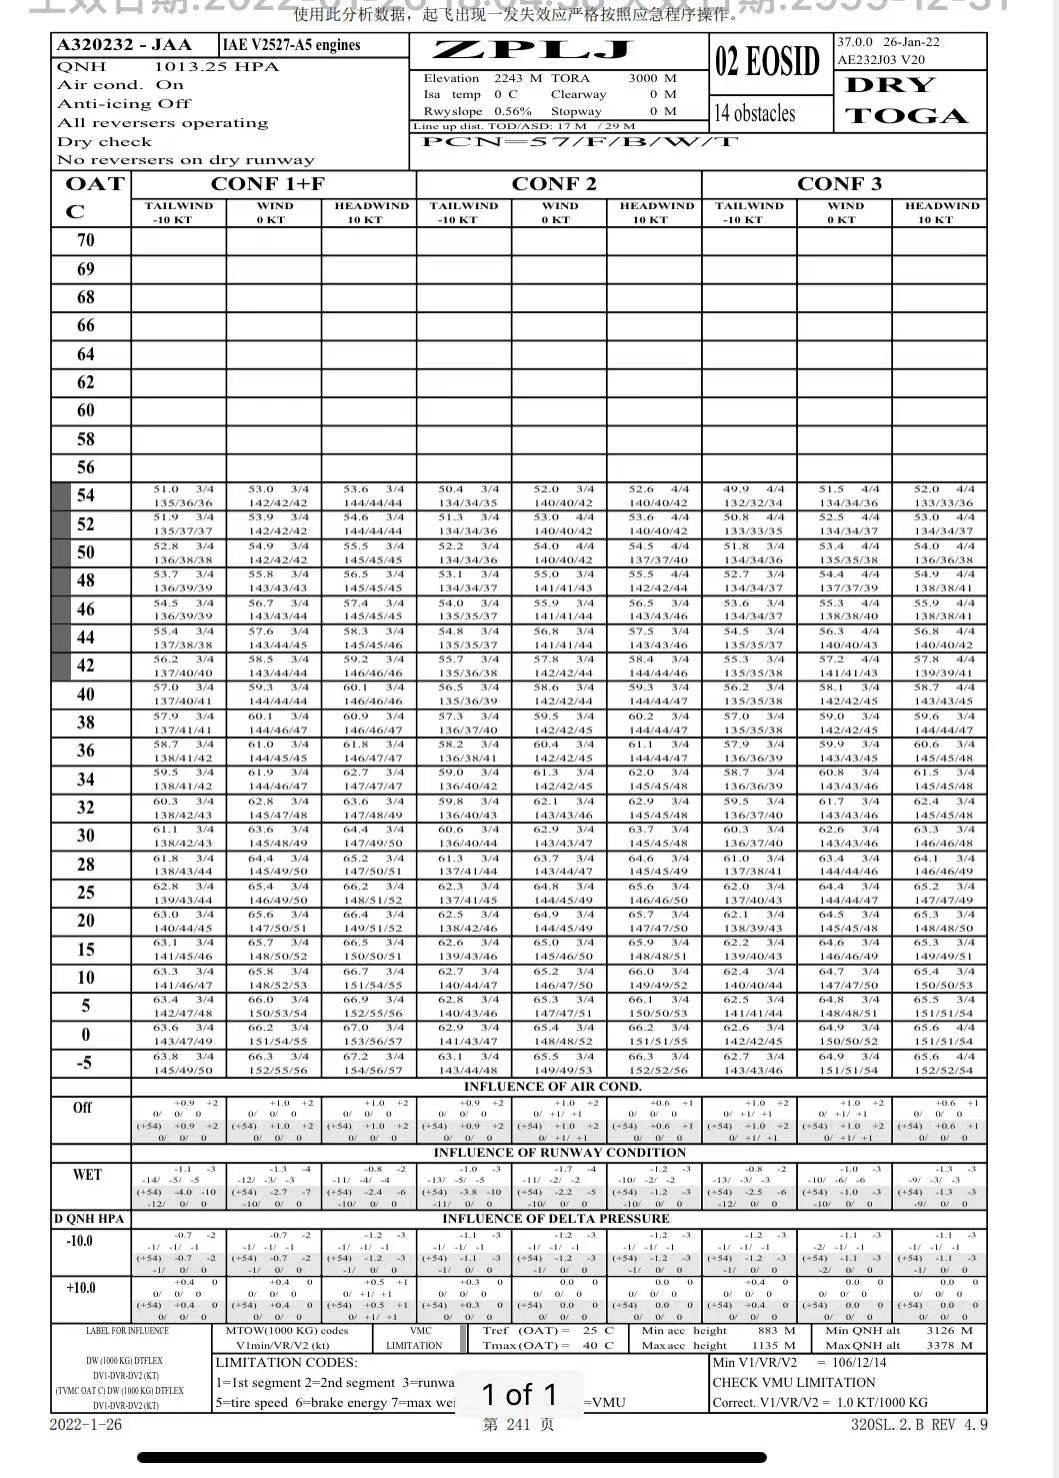 使用此分析数据，起飞出现一发失效应严格按照应急程序操作。
A320232 - JAA IAE V2527-A5 engines ZPLJ 02 EOSID 37.0.0 26-Jan-22
AE232J03 V20
QNH 1013.25 HPA Elevation 2243 M TORA 3000 M DRY
Air cond. On Isa temp 0 C Clearway 0 M
Anti-icing Off Rwyslope 0.56% Stopway 0 M 14 obstacles TOGA
All reversers operating Line up dist. TOD/ASD: 17 M / 29 M
Dry check PCN=57/F/B/W/T
No reversers on dry runway
OAT CONF 1+F CONF 2 CONF 3
C TAILWIND WIND HEADWIND TAILWIND WIND HEADWIND TAILWIND WIND HEADWIND
-10 KT 0 KT 10 KT -10 KT 0 KT 10 KT -10 KT 0 KT 10 KT
70
69
68
66
64
62
60
58
56
54 51.0 3/4 53.0 3/4 53.6 3/4 50.4 3/4 52.0 3/4 52.6 4/4 49.9 4/4 51.5 4/4 52.0 4/4
135/36/36 142/42/42 144/44/44 134/34/35 140/40/42 140/40/42 132/32/34 134/34/36 133/33/36
52 51.9 3/4 53.9 3/4 54.6 3/4 51.3 3/4 53.0 4/4 53.6 4/4 50.8 4/4 52.5 4/4 53.0 4/4
135/37/37 142/42/42 144/44/44 134/34/36 140/40/42 140/40/42 133/33/35 134/34/37 134/34/37
50 52.8 3/4 54.9 3/4 55.5 3/4 52.2 3/4 54.0 4/4 54.5 4/4 51.8 3/4 53.4 4/4 54.0 4/4
136/38/38 142/42/42 145/45/45 134/34/36 140/40/42 137/37/40 134/34/36 135/35/38 136/36/38
48 53.7 3/4 55.8 3/4 56.5 3/4 53.1 3/4 55.0 3/4 55.5 4/4 52.7 3/4 54.4 4/4 54.9 4/4
136/39/39 143/43/43 145/45/45 134/34/37 141/41/43 142/42/44 134/34/37 137/37/39 138/38/41
46 54.5 3/4 56.7 3/4 57.4 3/4 54.0 3/4 55.9 3/4 56.5 3/4 53.6 3/4 55.3 4/4 55.9 4/4
136/39/39 143/43/44 145/45/45 135/35/37 141/41/44 143/43/46 134/34/37 138/38/40 138/38/41
44 55.4 3/4 57.6 3/4 58.3 3/4 54.8 3/4 56.8 3/4 57.5 3/4 54.5 3/4 56.3 4/4 56.8 4/4
137/38/38 143/44/45 145/45/46 135/35/37 141/41/44 143/43/46 135/35/37 140/40/43 140/40/42
42 56.2 3/4 58.5 3/4 59.2 3/4 55.7 3/4 57.8 3/4 58.4 3/4 55.3 3/4 57.2 4/4 57.8 4/4
137/40/40 143/44/44 146/46/46 135/36/38 142/42/44 144/44/46 135/35/38 141/41/43 139/39/41
40 57.0 3/4 59.3 3/4 60.1 3/4 56.5 3/4 58.6 3/4 59.3 3/4 56.2 3/4 58.1 3/4 58.7 4/4
137/40/41 144/44/44 146/46/46 135/36/39 142/42/44 144/44/47 135/35/38 142/42/45 143/43/45
38 57.9 3/4 60.1 3/4 60.9 3/4 57.3 3/4 59.5 3/4 60.2 3/4 57.0 3/4 59.0 3/4 59.6 3/4
137/41/41 144/46/47 146/46/47 136/37/40 142/42/45 144/44/47 135/35/38 142/42/45 144/44/47
36 58.7 3/4 61.0 3/4 61.8 3/4 58.2 3/4 60.4 3/4 61.1 3/4 57.9 3/4 59.9 3/4 60.6 3/4
138/41/42 144/45/45 146/47/47 136/38/41 142/42/45 144/44/47 136/36/39 143/43/45 145/45/48
34 59.5 3/4 61.9 3/4 62.7 3/4 59.0 3/4 61.3 3/4 62.0 3/4 58.7 3/4 60.8 3/4 61.5 3/4
138/41/42 144/46/47 147/47/47 136/40/42 142/42/45 145/45/48 136/36/39 143/43/46 145/45/48
32 60.3 3/4 62.8 3/4 63.6 3/4 59.8 3/4 62.1 3/4 62.9 3/4 59.5 3/4 61.7 3/4 62.4 3/4
138/42/43 145/47/48 147/48/49 136/40/43 143/43/46 145/45/48 136/37/40 143/43/46 145/45/48
30 61.1 3/4 63.6 3/4 64.4 3/4 60.6 3/4 62.9 3/4 63.7 3/4 60.3 3/4 62.6 3/4 63.3 3/4
138/42/43 145/48/49 147/49/50 136/40/44 143/43/47 145/45/48 136/37/40 143/43/46 146/46/48
28 61.8 3/4 64.4 3/4 65.2 3/4 61.3 3/4 63.7 3/4 64.6 3/4 61.0 3/4 63.4 3/4 64.1 3/4
138/43/44 145/49/50 147/50/51 137/41/44 143/44/47 145/45/49 137/38/41 144/44/46 146/46/49
25 62.8 3/4 65.4 3/4 66.2 3/4 62.3 3/4 64.8 3/4 65.6 3/4 62.0 3/4 64.4 3/4 65.2 3/4
139/43/44 146/49/50 148/51/52 137/41/45 144/45/49 146/46/50 137/40/43 144/44/47 147/47/49
20 63.0 3/4 65.6 3/4 66.4 3/4 62.5 3/4 64.9 3/4 65.7 3/4 62.1 3/4 64.5 3/4 65.3 3/4
140/44/45 147/50/51 149/51/52 138/42/46 144/45/49 147/47/50 138/39/43 145/45/48 148/48/50
15 63.1 3/4 65.7 3/4 66.5 3/4 62.6 3/4 65.0 3/4 65.9 3/4 62.2 3/4 64.6 3/4 65.3 3/4
141/45/46 148/50/52 150/50/51 139/43/46 145/46/50 148/48/51 139/40/43 146/46/49 149/49/51
10 63.3 3/4 65.8 3/4 66.7 3/4 62.7 3/4 65.2 3/4 66.0 3/4 62.4 3/4 64.7 3/4 65.4 3/4
141/46/47 148/52/53 151/54/55 140/44/47 146/47/50 149/49/52 140/40/44 147/47/50 150/50/53
5 63.4 3/4 66.0 3/4 66.9 3/4 62.8 3/4 65.3 3/4 66.1 3/4 62.5 3/4 64.8 3/4 65.5 3/4
142/47/48 150/53/54 152/55/56 140/43/46 147/47/51 150/50/53 141/41/44 148/48/51 151/51/54
0 63.6 3/4 66.2 3/4 67.0 3/4 62.9 3/4 65.4 3/4 66.2 3/4 62.6 3/4 64.9 3/4 65.6 4/4
143/47/49 151/54/55 153/56/57 141/43/47 148/48/52 151/51/55 142/42/45 150/50/52 151/51/54
-5 63.8 3/4 66.3 3/4 67.2 3/4 63.1 3/4 65.5 3/4 66.3 3/4 62.7 3/4 64.9 3/4 65.6 4/4
145/49/50 152/55/56 154/56/57 143/44/48 149/49/53 152/52/56 143/43/46 151/51/54 152/52/54
INFLUENCE OF AIR COND.
Off +0.9 +2 +1.0 +2 +1.0 +2 +0.9 +2 +1.0 +2 +0.6 +1 +1.0 +2 +1.0 +2 +0.6 +1
0/ 0/ 0 0/ 0/ 0 0/ 0/ 0 0/ 0/ 0 0/ +1/ +1 0/ 0/ 0 0/ +1/ +1 0/ +1/ +1 0/ 0/ 0
(+54) +0.9 +2 (+54) +1.0 +2 (+54) +1.0 +2 (+54) +0.9 +2 (+54) +1.0 +2 (+54) +0.6 +1 (+54) +1.0 +2 (+54) +1.0 +2 (+54) +0.6 +1
0/ 0/ 0 0/ 0/ 0 0/ 0/ 0 0/ 0/ 0 0/ +1/ +1 0/ 0/ 0 0/ +1/ +1 0/ +1/ +1 0/ 0/ 0
INFLUENCE OF RUNWAY CONDITION
WET -1.1 -3 -1.3 -4 -0.8 -2 -1.0 -3 -1.7 -4 -1.2 -3 -0.8 -2 -1.0 -3 -1.3 -3
-14/ -5/ -5 -12/ -3/ -3 -11/ -4/ -4 -13/ -5/ -5 -11/ -2/ -2 -10/ -2/ -2 -13/ -3/ -3 -10/ -6/ -6 -9/ -3/ -3
(+54) -4.0 -10 (+54) -2.7 -7 (+54) -2.4 -6 (+54) -3.8 -10 (+54) -2.2 -5 (+54) -1.2 -3 (+54) -2.5 -6 (+54) -1.0 -3 (+54) -1.3 -3
-12/ 0/ 0 -10/ 0/ 0 -10/ 0/ 0 -11/ 0/ 0 -10/ 0/ 0 -10/ 0/ 0 -12/ 0/ 0 -10/ 0/ 0 -9/ 0/ 0
D QNH HPA INFLUENCE OF DELTA PRESSURE
-10.0 -0.7 -2 -0.7 -2 -1.2 -3 -1.1 -3 -1.2 -3 -1.2 -3 -1.2 -3 -1.1 -3 -1.1 -3
-1/ -1/ -1 -1/ -1/ -1 -1/ -1/ -1 -1/ -1/ -1 -1/ -1/ -1 -1/ -1/ -1 -1/ -1/ -1 -2/ -1/ -1 -1/ -1/ -1
(+54) -0.7 -2 (+54) -0.7 -2 (+54) -1.2 -3 (+54) -1.1 -3 (+54) -1.2 -3 (+54) -1.2 -3 (+54) -1.2 -3 (+54) -1.1 -3 (+54) -1.1 -3
-1/ 0/ 0 -1/ 0/ 0 -1/ 0/ 0 -1/ 0/ 0 -1/ 0/ 0 -1/ 0/ 0 -1/ 0/ 0 -2/ 0/ 0 -1/ 0/ 0
+10.0 +0.4 0 +0.4 0 +0.5 +1 +0.3 0 0.0 0 0.0 0 +0.4 0 0.0 0 0.0 0
0/ 0/ 0 0/ 0/ 0 0/ +1/ +1 0/ 0/ 0 0/ 0/ 0 0/ 0/ 0 0/ 0/ 0 0/ 0/ 0 0/ 0/ 0
(+54) +0.4 0 (+54) +0.4 0 (+54) +0.5 +1 (+54) +0.3 0 (+54) 0.0 0 (+54) 0.0 0 (+54) +0.4 0 (+54) 0.0 0 (+54) 0.0 0
0/ 0/ 0 0/ 0/ 0 0/ +1/ +1 0/ 0/ 0 0/ 0/ 0 0/ 0/ 0 0/ 0/ 0 0/ 0/ 0 0/ 0/ 0
LABEL FOR INFLUENCE MTOW(1000 KG) codes VMC Tref (OAT) = 25 C Min acc height 883 M Min QNH alt 3126 M
V1min/VR/V2 (kt) LIMITATION Tmax(OAT) = 40 C Max acc height 1135 M Max QNH alt 3378 M
DW (1000 KG) DTFLEX LIMITATION CODES: Min V1/VR/V2 = 106/12/14
DV1-DVR-DV2 (KT) 1=1st segment 2=2nd segment 3=runwa CHECK VMU LIMITATION
(TVMC OAT C) DW (1000 KG) DTFLEX
DV1-DVR-DV2 (KT) 5=tire speed 6=brake energy 7=max wei =VMU Correct. V1/VR/V2 = 1.0 KT/1000 KG
1 of 1
2022-1-26 第 241 页 320SL.2.B REV 4.9